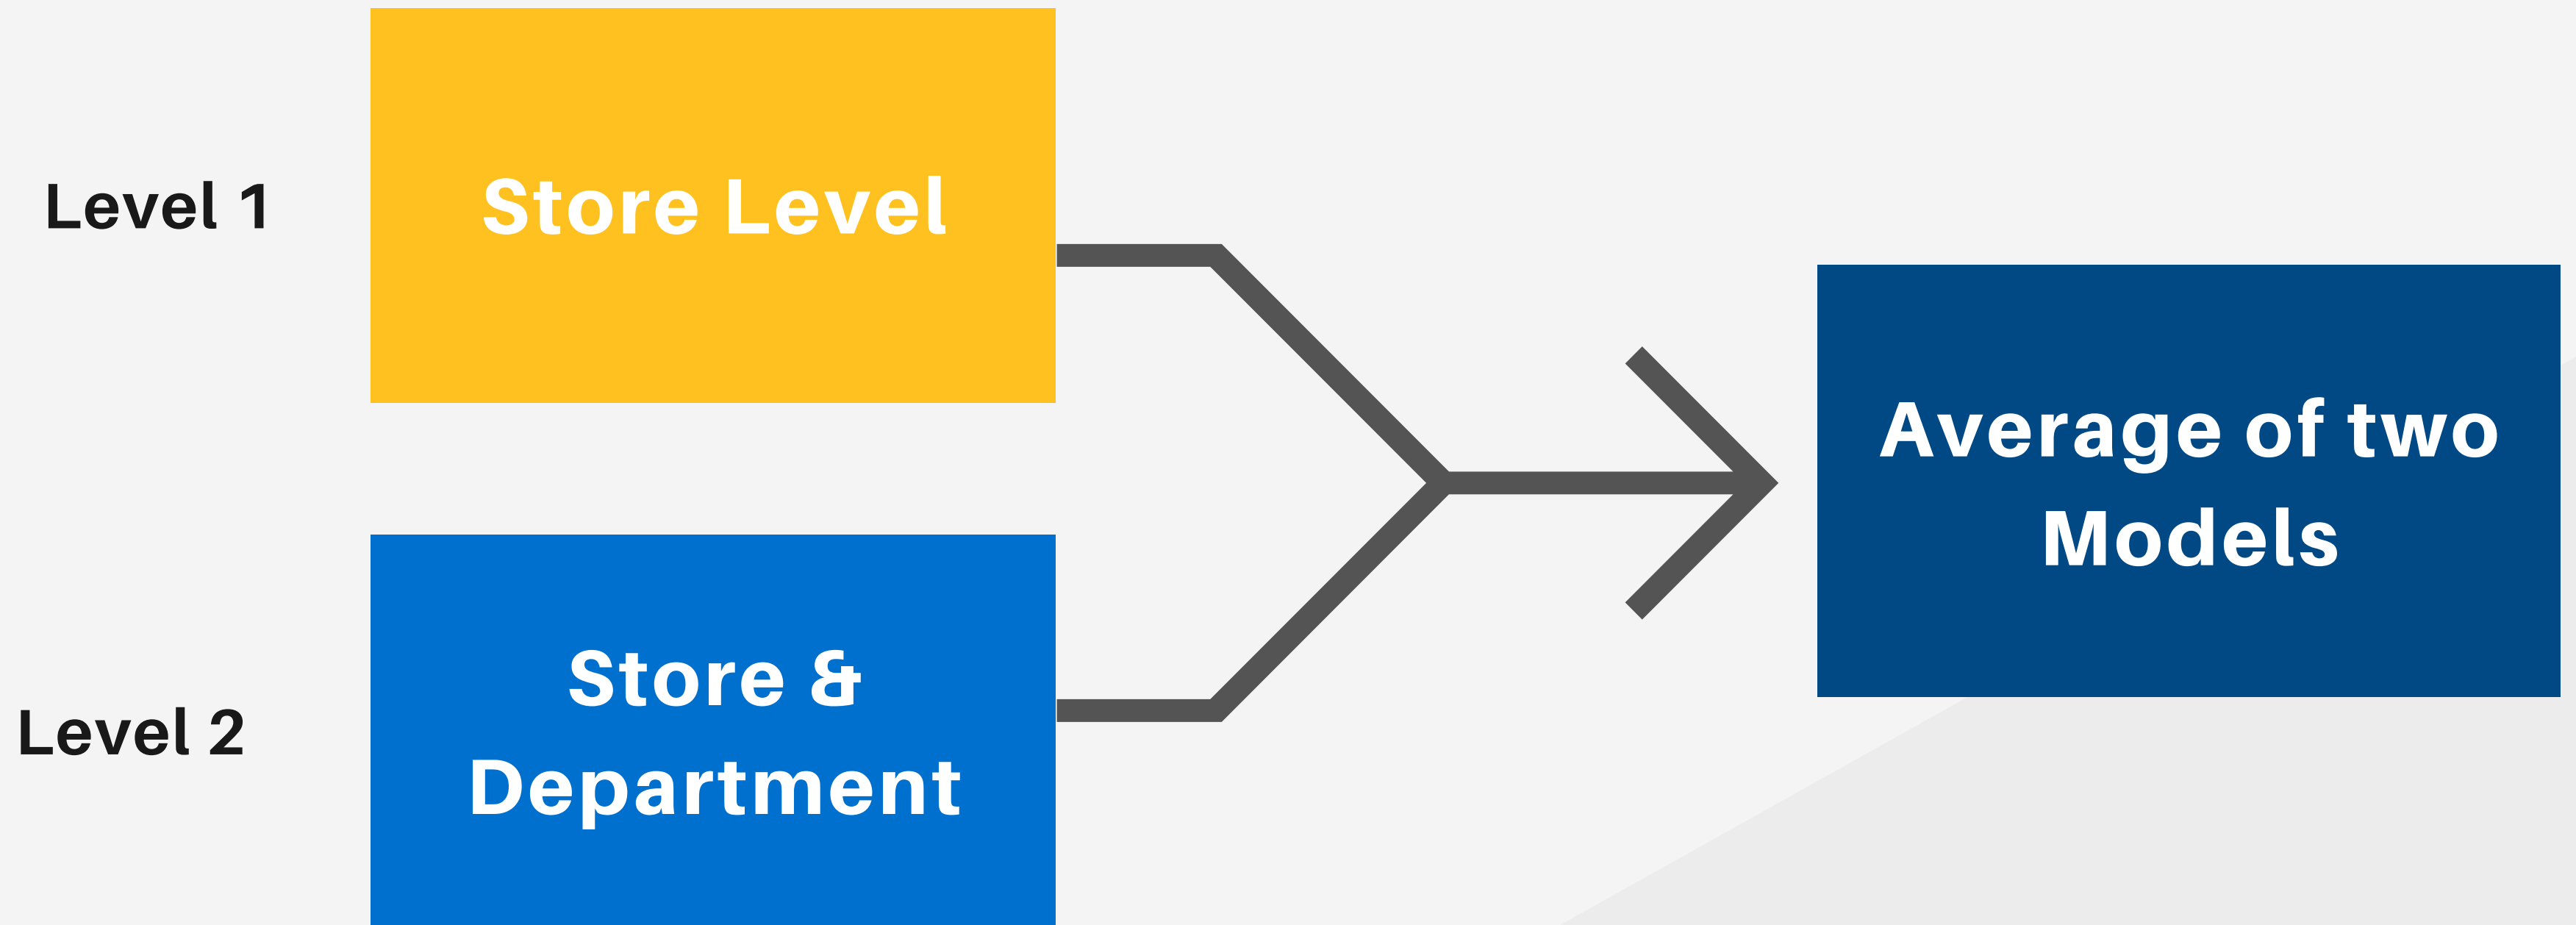 Level 1
Store Level
Level 2
Store &
Department
Average of two
Models